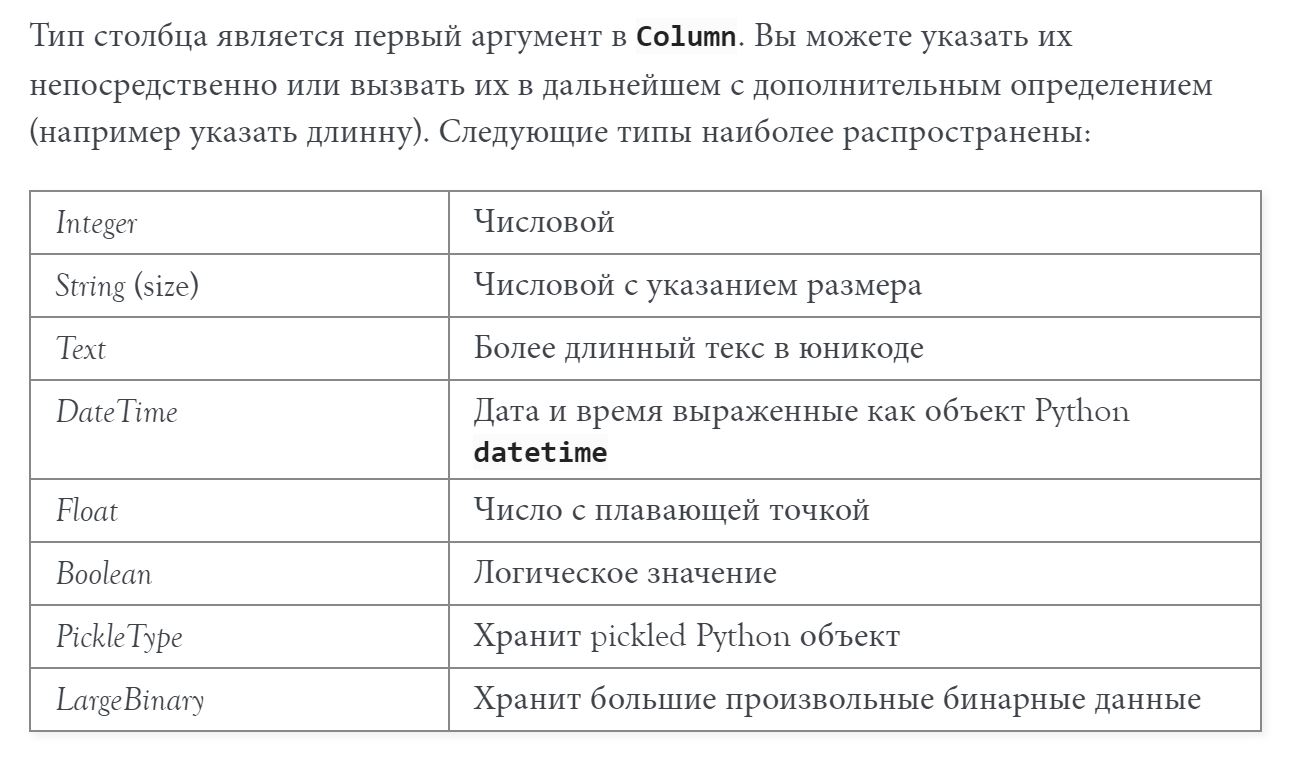 Тип столбца является первый аргумент в Column. Вы можете указать их
непосредственно или вызвать их в дальнейшем с дополнительным определением
(например указать длинну). Следующие типы наиболее распространены:
Integer Числовой
String (size) Числовой с указанием размера
Text Более длинный текс в юникоде
DateTime Дата и время выраженные как объект Python
datetime
Float Число с плавающей точкой
Boolean Логическое значение
PickleType Хранит pickled Python объект
LargeBinary Хранит большие произвольные бинарные данные